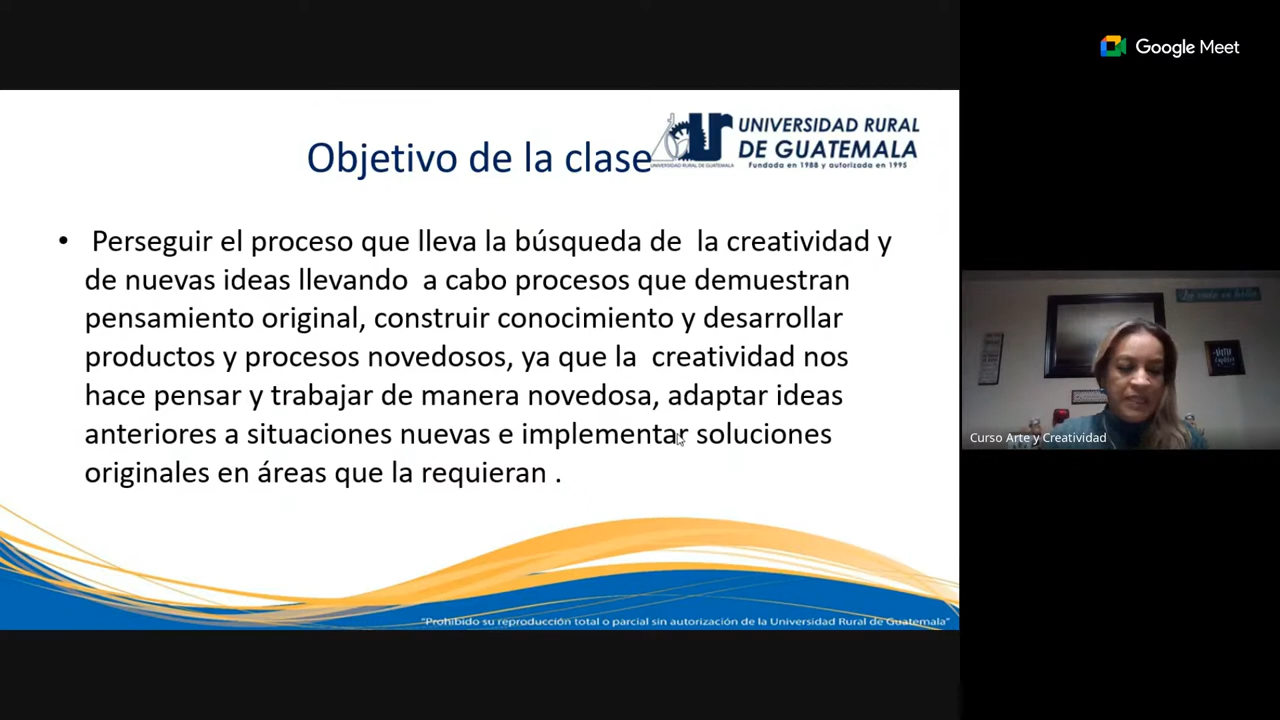 Google Meet
Objetivo de la clase
UNIVERSIDAD RURAL
DE GUATEMALA
Fundada en 1988 y autorizada en 1995
UNIVERSIDAD RURAL DE GUATEMALA
• Perseguir el proceso que lleva la búsqueda de la creatividad y
de nuevas ideas llevando a cabo procesos que demuestran
pensamiento original, construir conocimiento y desarrollar
productos y procesos novedosos, ya que la creatividad nos
hace pensar y trabajar de manera novedosa, adaptar ideas
anteriores a situaciones nuevas e implementar soluciones
originales en áreas que la requieran .
"Prohibido su reproducción total o parcial sin autorización de la Universidad Rural de Guatemala"
Curso Arte y Creatividad